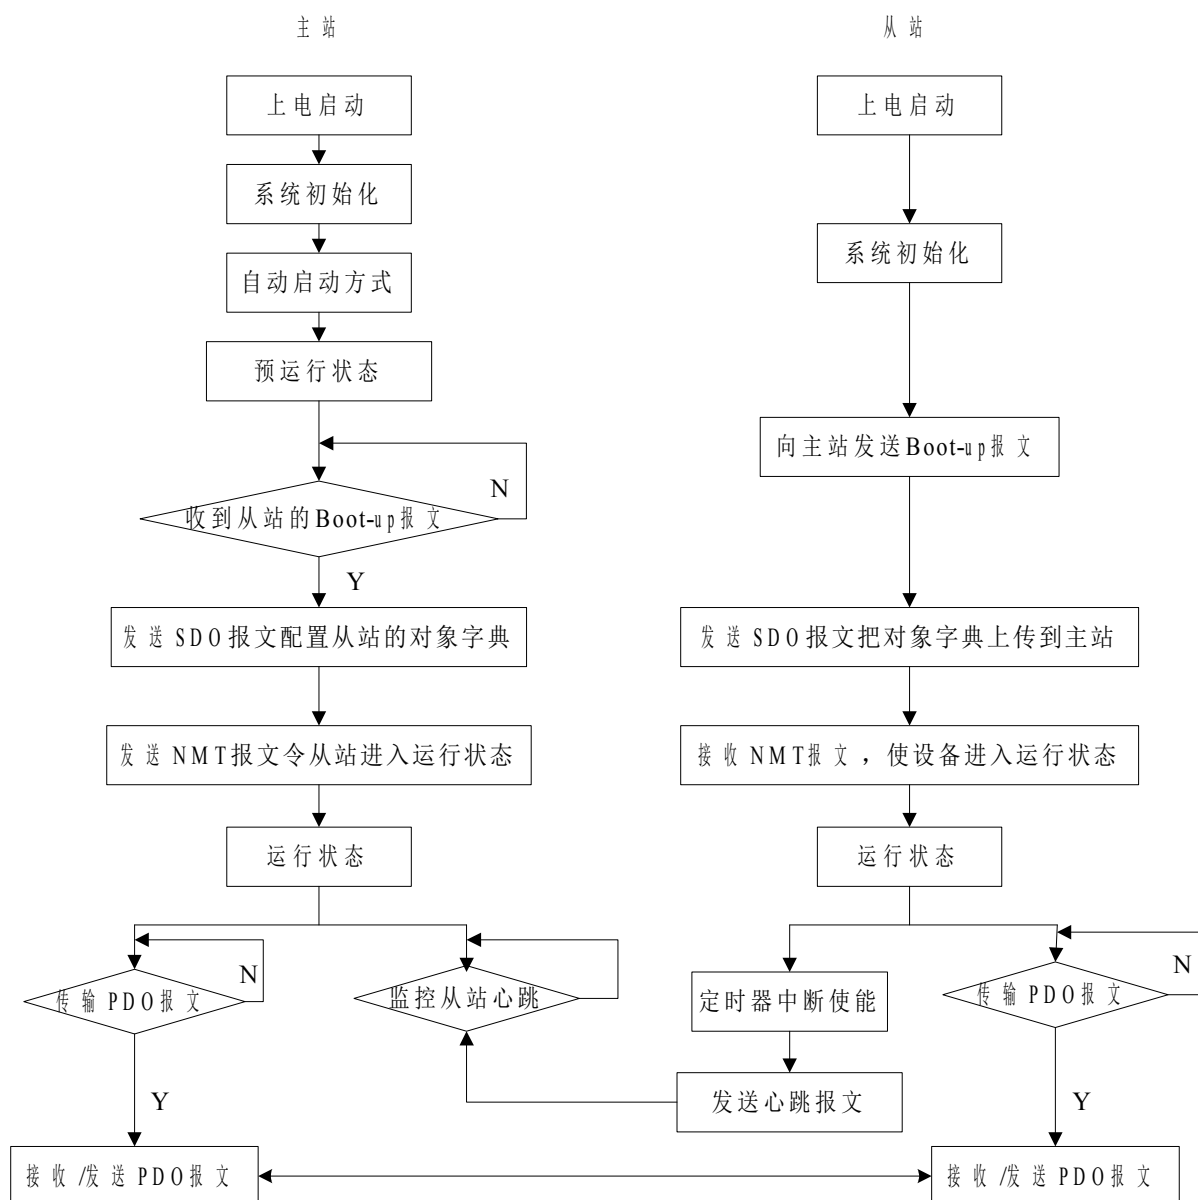 主站
从站
上电启动
上电启动
系统初始化
系统初始化
自动启动方式
预运行状态
向主站发送Boot-up报文
N
收到从站的Boot-up报文
Y
发送SDO报文配置从站的对象字典
发送SDO报文把对象字典上传到主站
发送NMT报文令从站进入运行状态
接收NMT报文，使设备进入运行状态
运行状态
运行状态
N
N
传输PDO报文
监控从站心跳
定时器中断使能
传输PDO报文
Y
发送心跳报文
Y
接收/发送PDO报文
接收/发送PDO报文